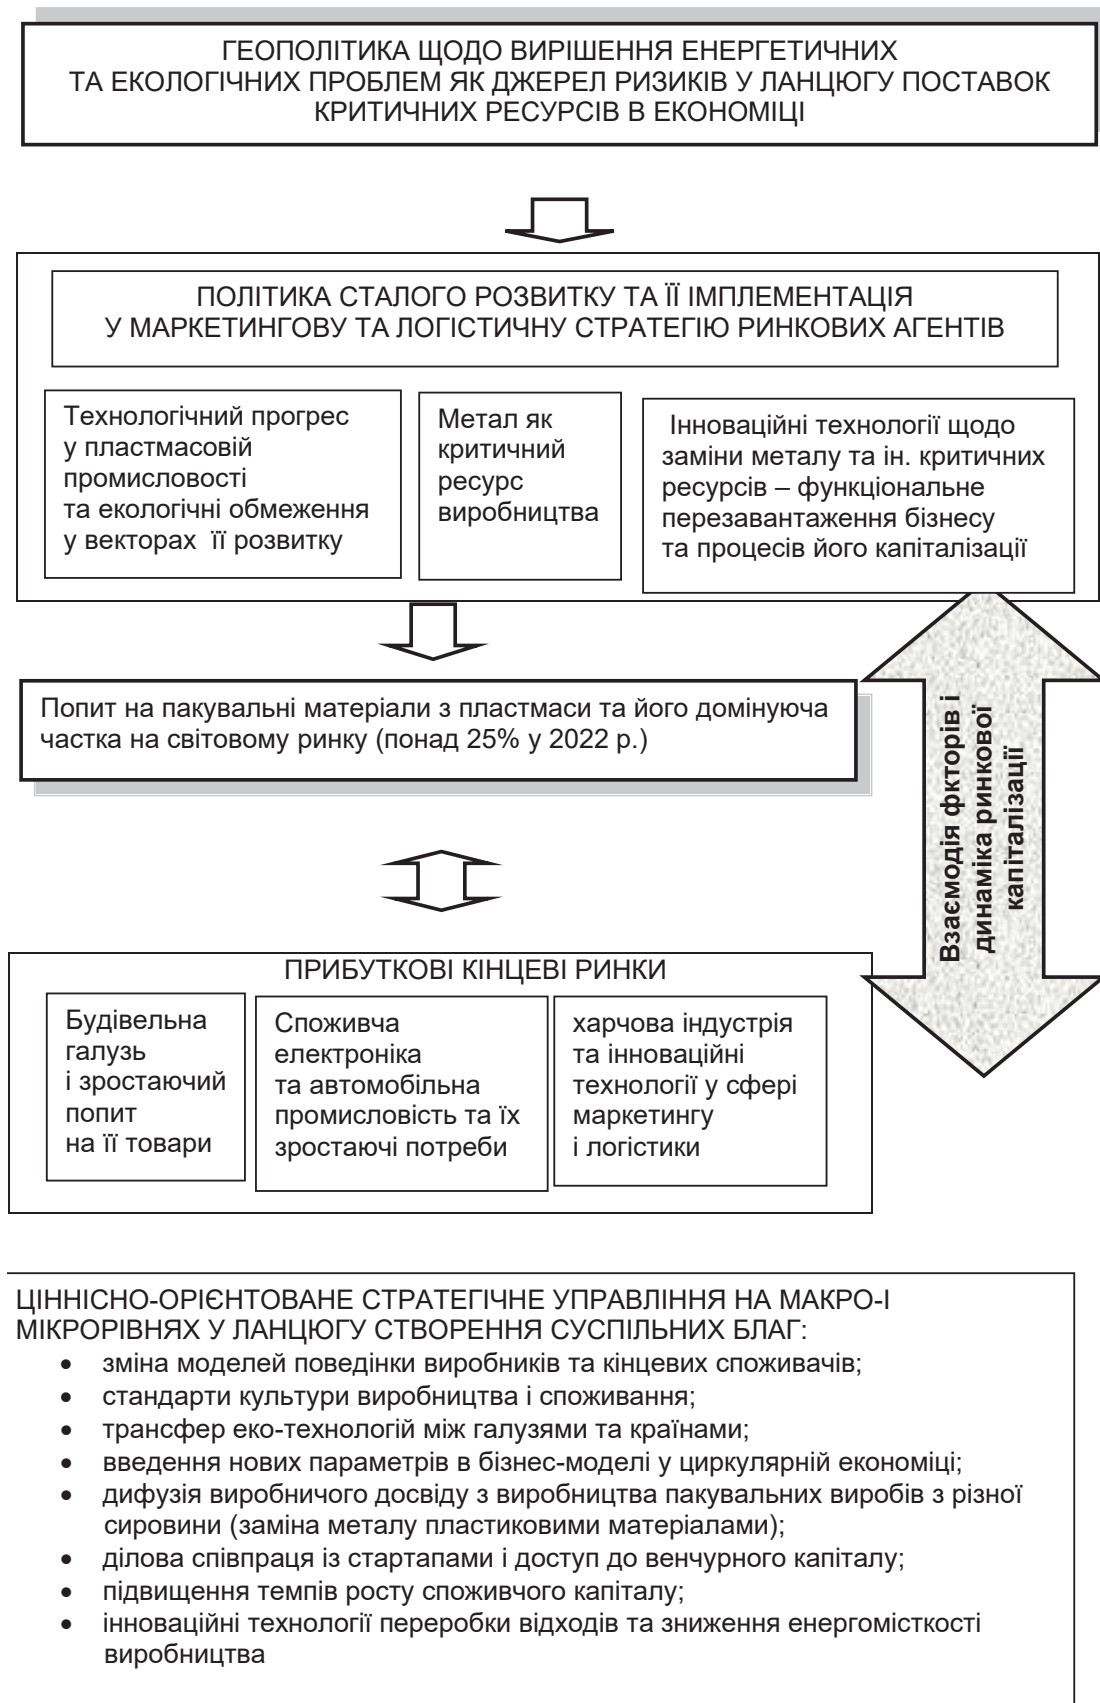 ГЕОПОЛІТИКА ЩОДО ВИРІШЕННЯ ЕНЕРГЕТИЧНИХ
ТА ЕКОЛОГІЧНИХ ПРОБЛЕМ ЯК ДЖЕРЕЛ РИЗИКІВ У ЛАНЦЮГУ ПОСТАВОК
КРИТИЧНИХ РЕСУРСІВ В ЕКОНОМІЦІ
ПОЛІТИКА СТАЛОГО РОЗВИТКУ ТА ЇЇ ІМПЛЕМЕНТАЦІЯ
У МАРКЕТИНГОВУ ТА ЛОГІСТИЧНУ СТРАТЕГІЮ РИНКОВИХ АГЕНТІВ
Технологічний прогрес
у пластмасовій
промисловості
та екологічні обмеження
у векторах її розвитку
Метал як
критичний
ресурс
виробництва
Інноваційні технології щодо
заміни металу та ін. критичних
ресурсів – функціональне
перезавантаження бізнесу
та процесів його капіталізації
Попит на пакувальні матеріали з пластмаси та його домінуюча
частка на світовому ринку (понад 25% у 2022 р.)
Взаємодія фкторів і
динаміка ринкової
капіталізації
ПРИБУТКОВІ КІНЦЕВІ РИНКИ
Будівельна
галузь
і зростаючий
попит
на її товари
Споживча
електроніка
та автомобільна
промисловість та їх
зростаючі потреби
харчова індустрія
та інноваційні
технології у сфері
маркетингу
і логістики
ЦІННІСНО-ОРІЄНТОВАНЕ СТРАТЕГІЧНЕ УПРАВЛІННЯ НА МАКРО-І
МІКРОРІВНЯХ У ЛАНЦЮГУ СТВОРЕННЯ СУСПІЛЬНИХ БЛАГ:
• зміна моделей поведінки виробників та кінцевих споживачів;
• стандарти культури виробництва і споживання;
• трансфер еко-технологій між галузями та країнами;
• введення нових параметрів в бізнес-моделі у циркулярній економіці;
• дифузія виробничого досвіду з виробництва пакувальних виробів з різної
сировини (заміна металу пластиковими матеріалами);
• ділова співпраця із стартапами і доступ до венчурного капіталу;
• підвищення темпів росту споживчого капіталу;
• інноваційні технології переробки відходів та зниження енергомісткості
виробництва